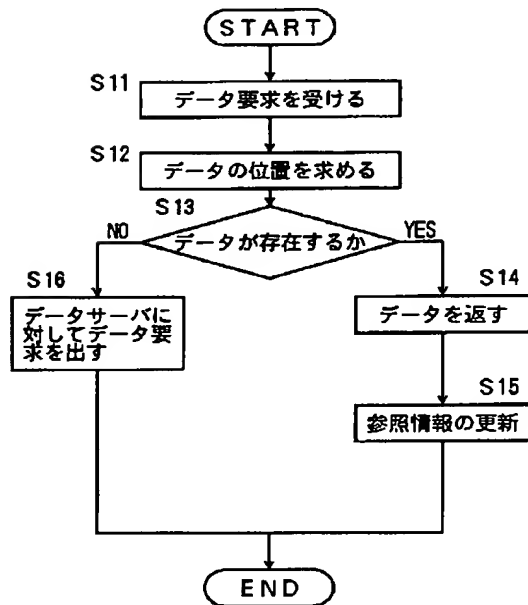 START
S11
データ要求を受ける
S12
データの位置を求める
S13
データが存在するか
NO
YES
S16
データサーバに
対してデータ要
求を出す
S14
データを返す
S15
参照情報の更新
END